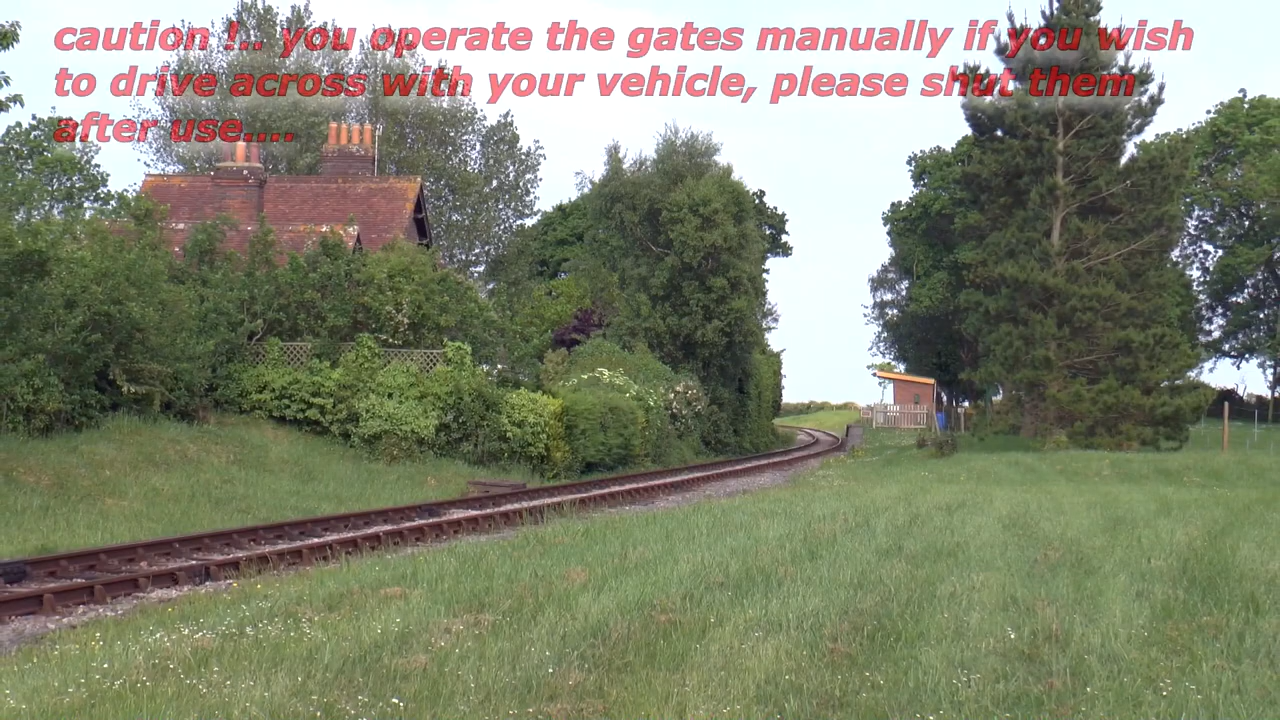 caution !.. you operate the gates manually if you wish
to drive across with your vehicle, please shut them
after use....